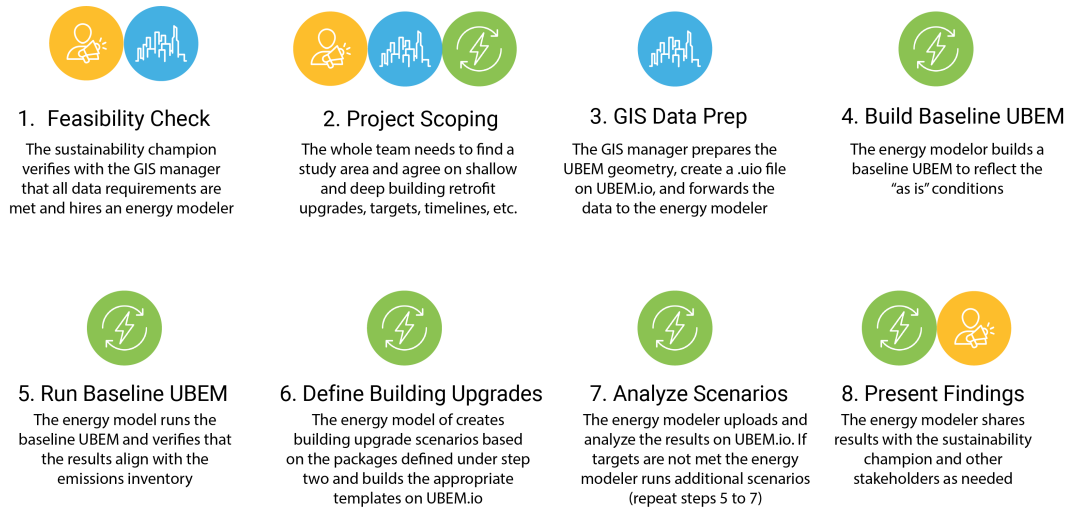 1. Feasibility Check
The sustainability champion
verifies with the GIS manager
that all data requirements are
met and hires an energy modeler
2. Project Scoping
The whole team needs to find a
study area and agree on shallow
and deep building retrofit
upgrades, targets, timelines, etc.
3. GIS Data Prep
The GIS manager prepares the
UBEM geometry, create a .uio file
on UBEM.io, and forwards the
data to the energy modeler
4. Build Baseline UBEM
The energy modelor builds a
baseline UBEM to reflect the
“as is” conditions
5. Run Baseline UBEM
The energy model runs the
baseline UBEM and verifies that
the results align with the
emissions inventory
6. Define Building Upgrades
The energy model of creates
building upgrade scenarios based
on the packages defined under step
two and builds the appropriate
templates on UBEM.io
7. Analyze Scenarios
The energy modeler uploads and
analyze the results on UBEM.io. If
targets are not met the energy
modeler runs additional scenarios
(repeat steps 5 to 7)
8. Present Findings
The energy modeler shares
results with the sustainability
champion and other
stakeholders as needed